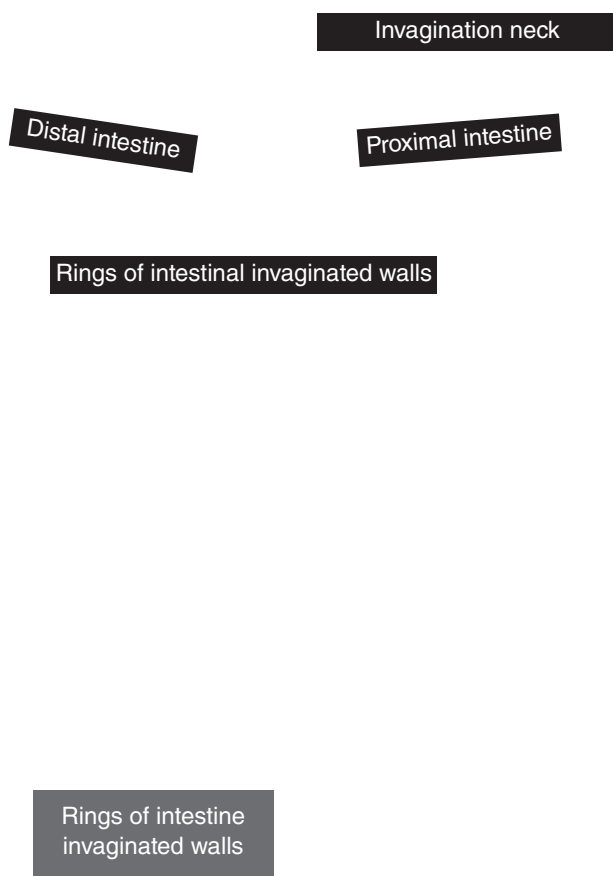 Invagination neck
Distal intestine
Proximal intestine
Rings of intestinal invaginated walls
Rings of intestine
invaginated walls